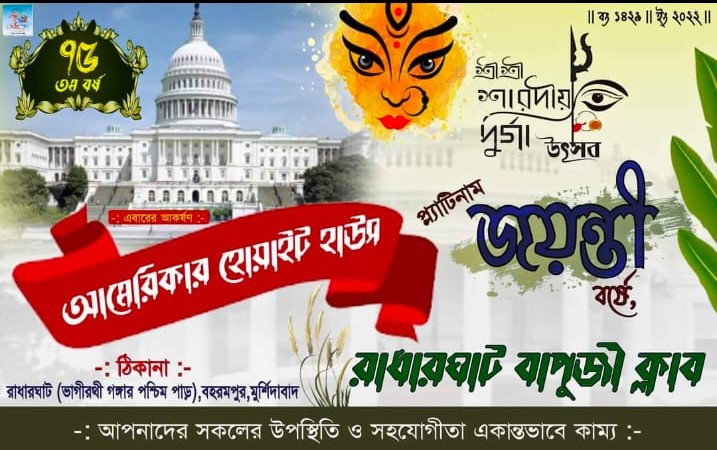 ৭৫
তম বর্ষ
|| বঃ ১৪২৯ || ইং ২০২২ ||
শ্রী শ্রী
শারদীয়
দুর্গা উৎসব
প্ল্যাটিনাম
জয়ন্তী
বর্ষে,
-: এবারের আকর্ষণ :-
আমেরিকার হোয়াইট হাউস
-: ঠিকানা :-
রাধারঘাট (ভাগীরথী গঙ্গার পশ্চিম পাড়),বহরমপুর,মুর্শিদাবাদ
রাধারঘাট বাপুজী ক্লাব
-: আপনাদের সকলের উপস্থিতি ও সহযোগীতা একান্তভাবে কাম্য :-